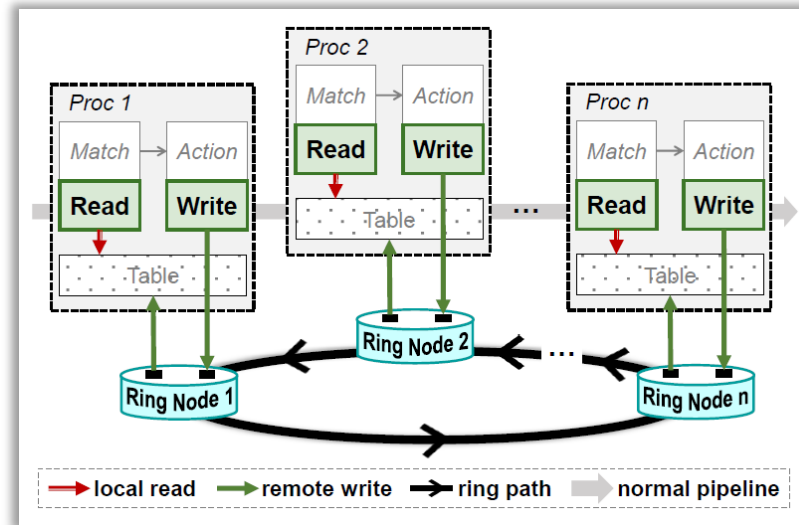 Proc 1
Match
Action
Read
Write
Table
Ring Node 1
Proc 2
Match
Action
Read
Write
Table
Ring Node 2
...
...
Proc n
Match
Action
Read
Write
Table
Ring Node n
local read
remote write
ring path
normal pipeline